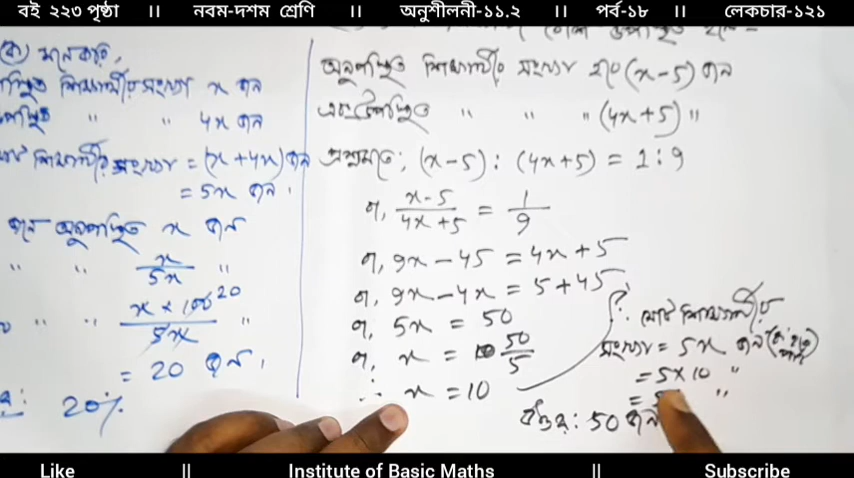 বই ২২৩ পৃষ্ঠা ।। নবম-দশম শ্রেণি ।। অনুশীলনী-১১.২ ।। পর্ব-১৮ ।। লেকচার-১২১
(ক) মনেকরি,
শিক্ষার্থীর সংখ্যা x জন
" " 4x জন
শিক্ষার্থীর সংখ্যা = (x + 4x) জন
= 5x জন।
জনে অনুপস্থিত x জন
" " x/5x "
" " x × 100 20/5x "
= 20 জন।
20%
অনুপস্থিত শিক্ষার্থীর সংখ্যা হবে (x-5) জন
এবং উপস্থিত " " " (4x+5) "
প্রশ্নমতে, (x-5) : (4x+5) = 1:9
বা, x-5/4x+5 = 1/9
বা, 9x - 45 = 4x + 5
বা, 9x - 4x = 5 + 45
বা, 5x = 50
বা, x = 50/5
∴ x = 10
∴ মোট শিক্ষার্থীর
সংখ্যা = 5x জন
= 5 × 10 "
= "
উত্তর: 50 জন
Like || Institute of Basic Maths || Subscribe